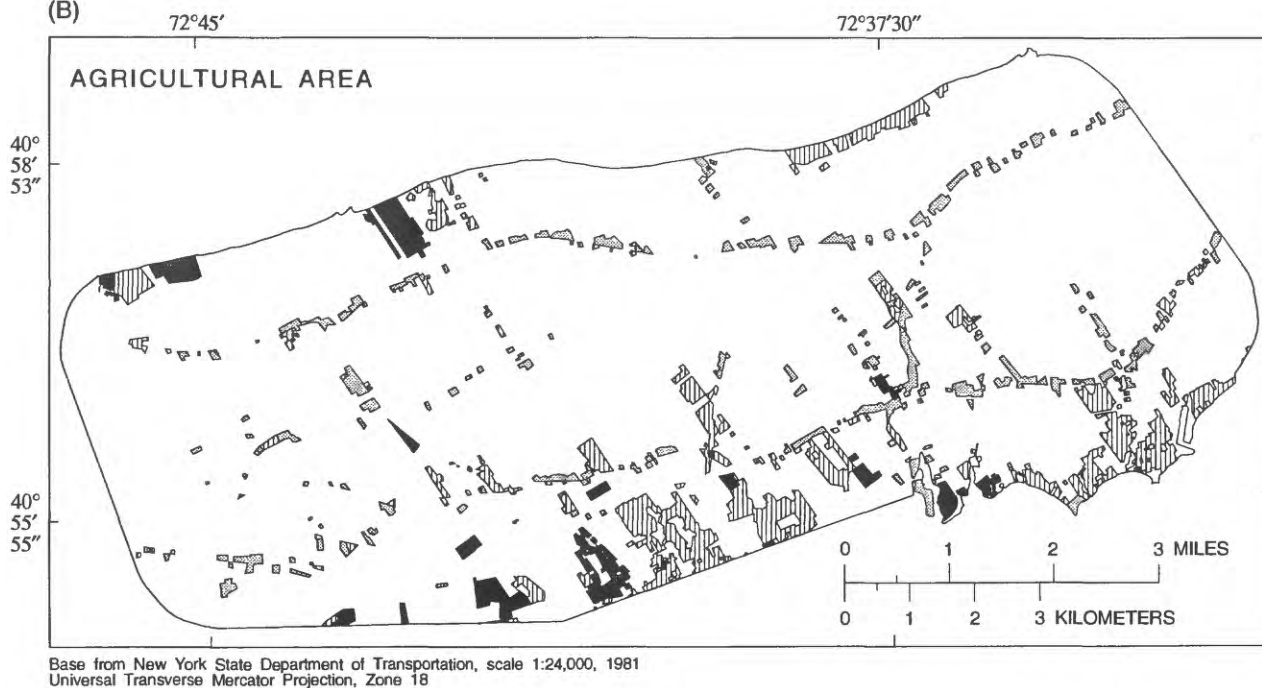 (B)
72°45′ 72°37′30″
AGRICULTURAL AREA
40°
58′
53″
40°
55′
55″
0 1 2 3 MILES
0 1 2 3 KILOMETERS
Base from New York State Department of Transportation, scale 1:24,000, 1981
Universal Transverse Mercator Projection, Zone 18